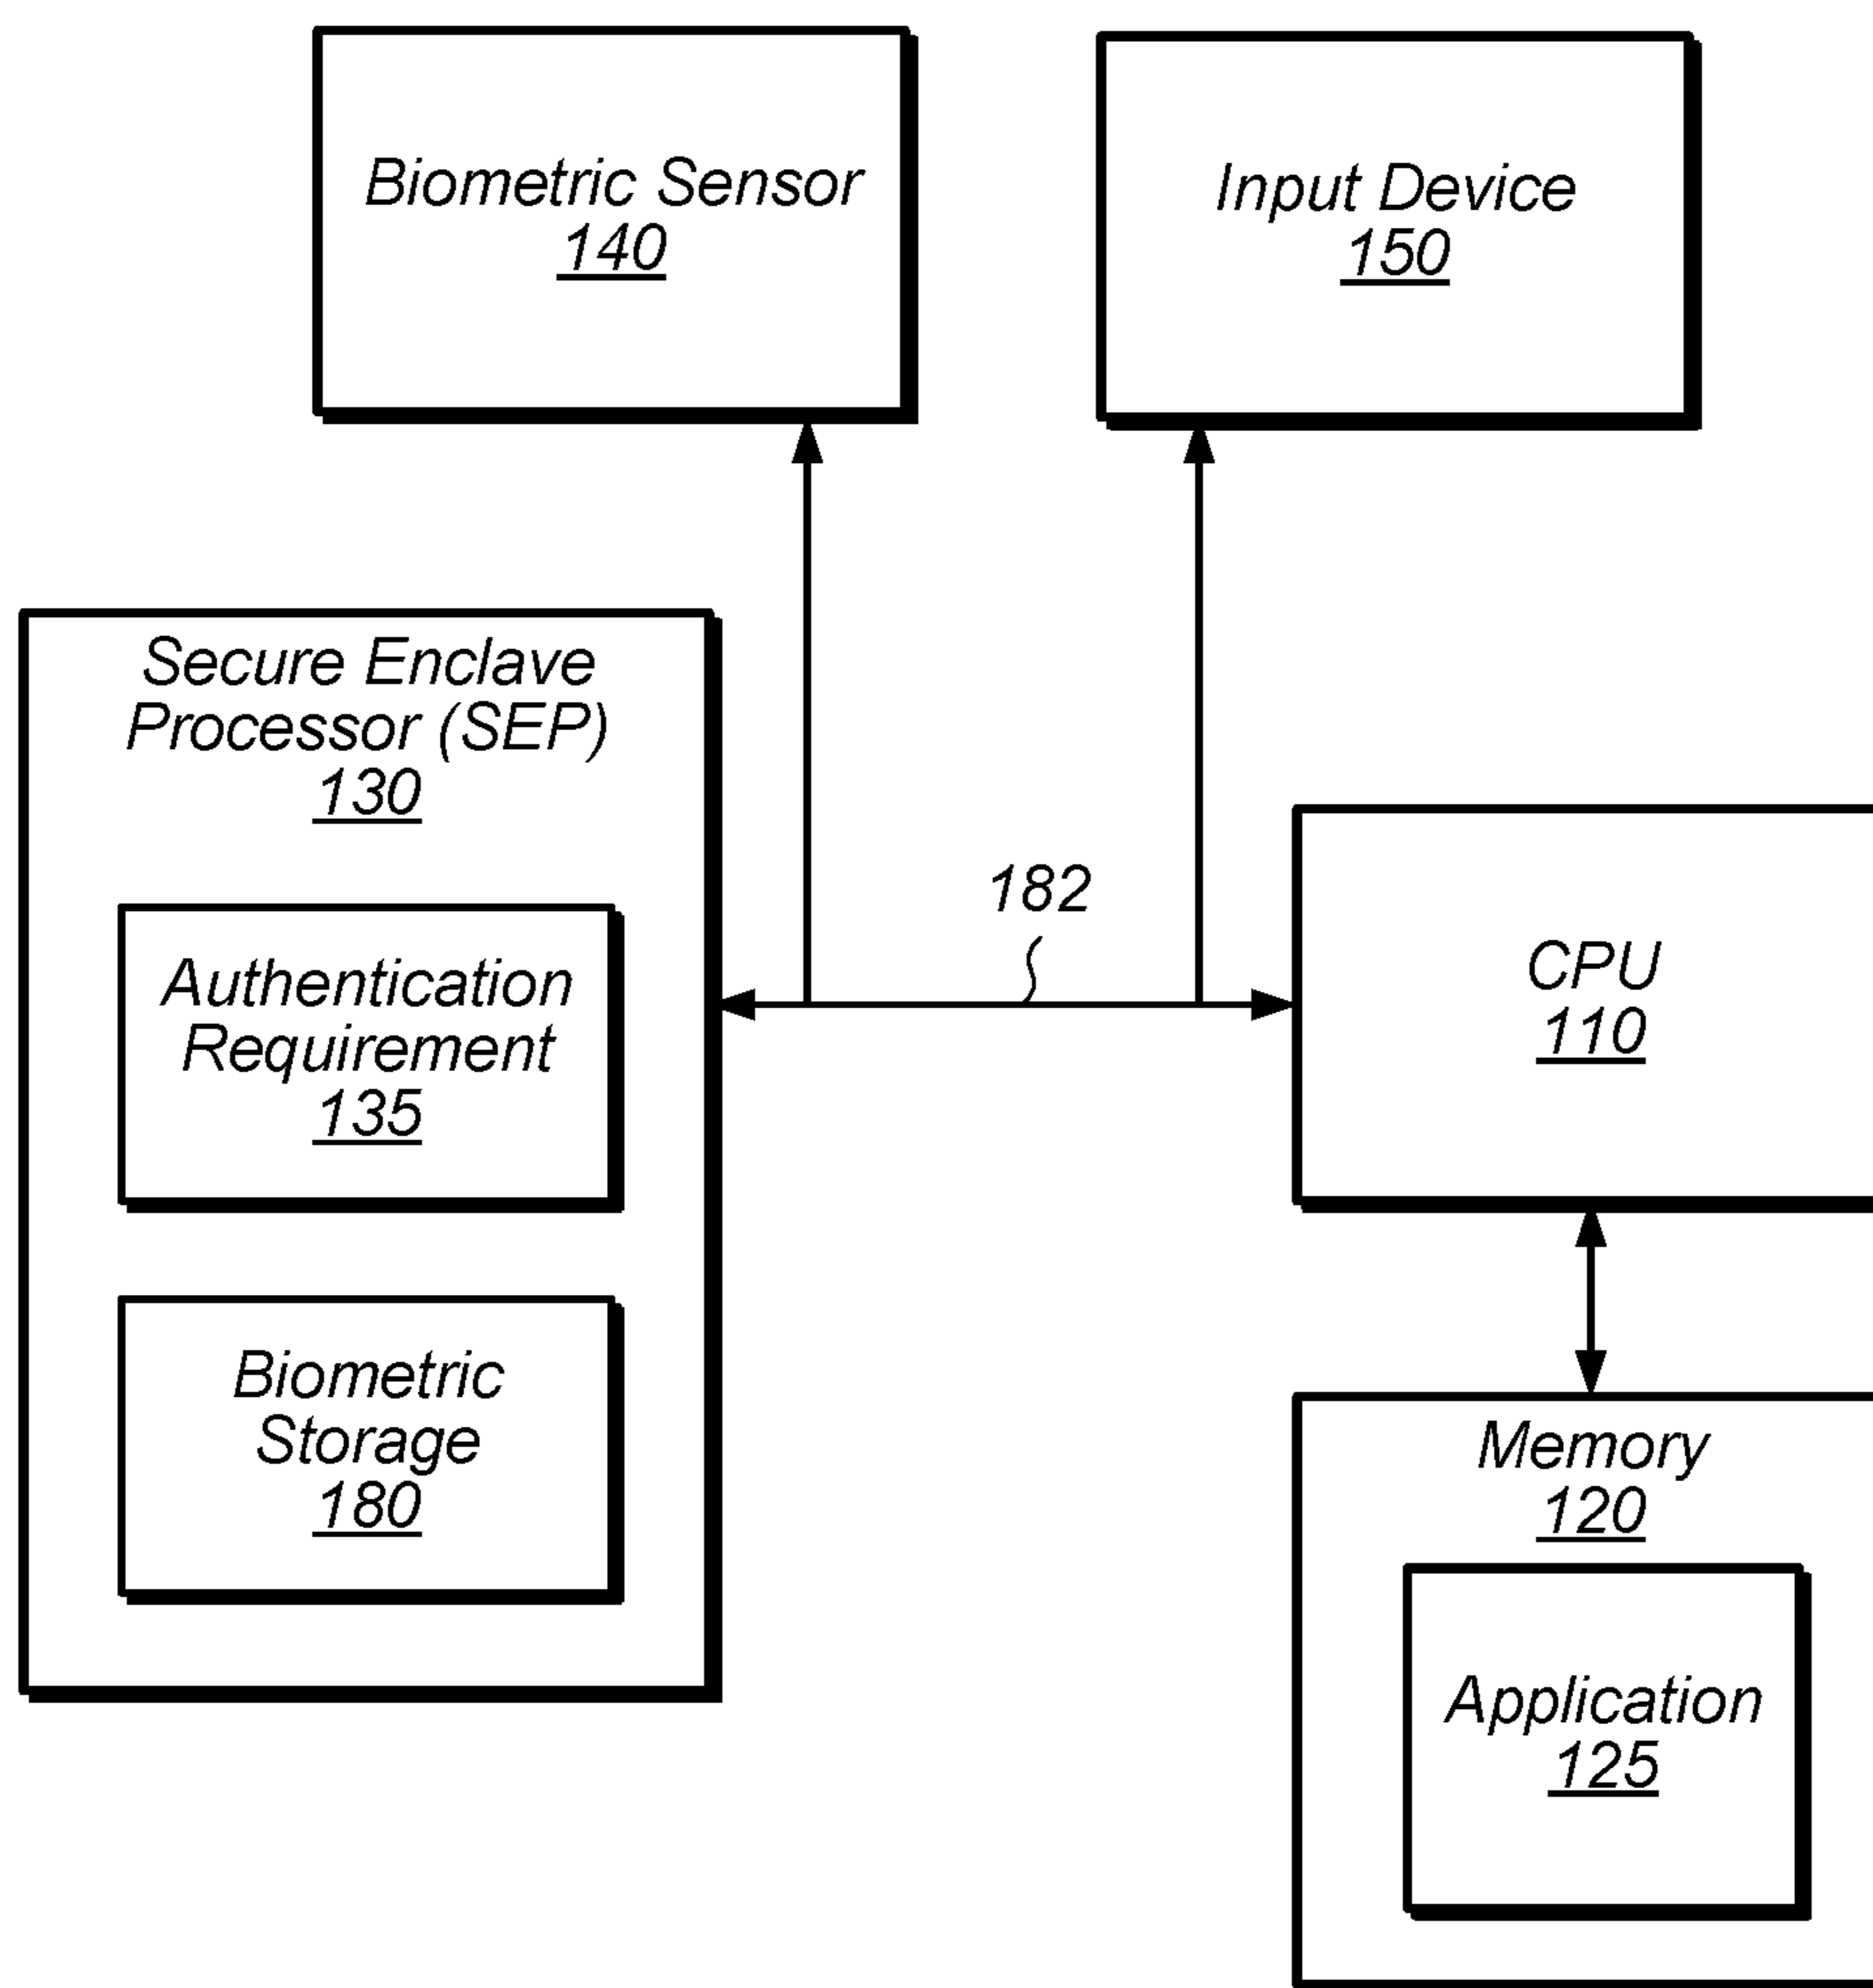 Biometric Sensor
140
Input Device
150
Secure Enclave
Processor (SEP)
130
Authentication
Requirement
135
Biometric
Storage
180
182
CPU
110
Memory
120
Application
125